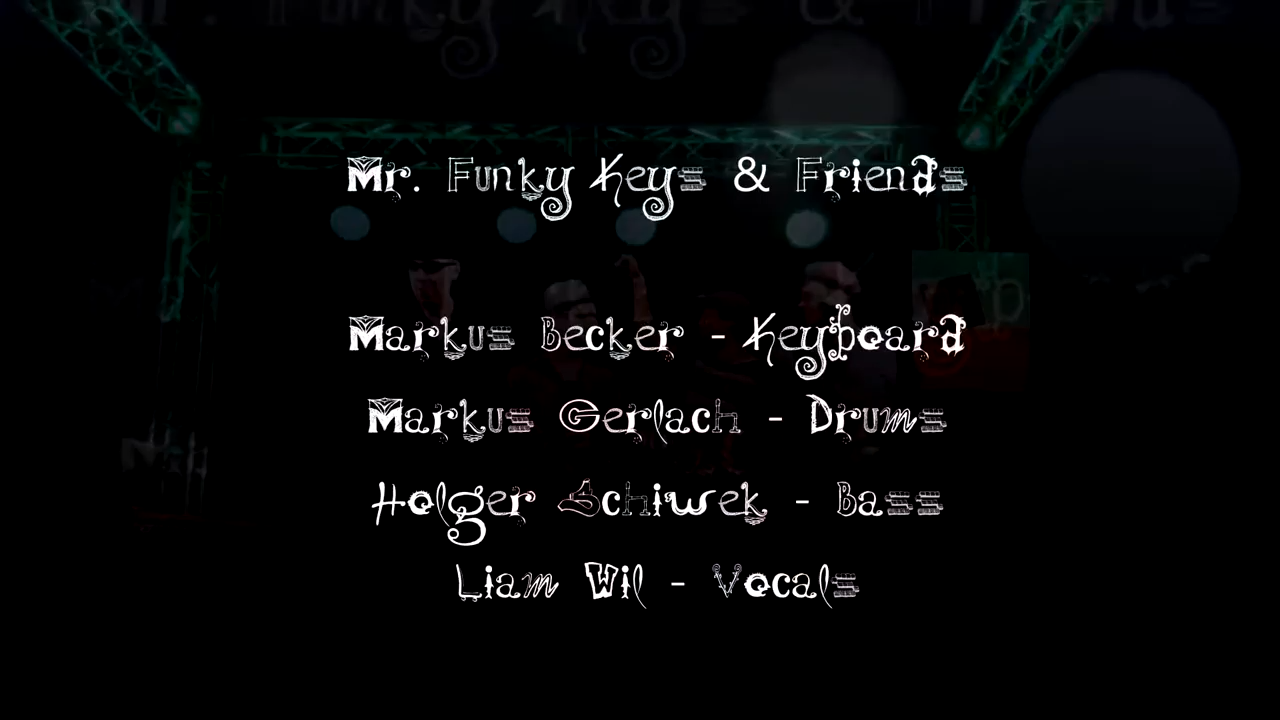 Mr. Funky Keys & Friends
Markus Becker - Keyboard
Markus Gerlach - Drums
Holger Schiwek - Bass
Liam Wil - Vocals